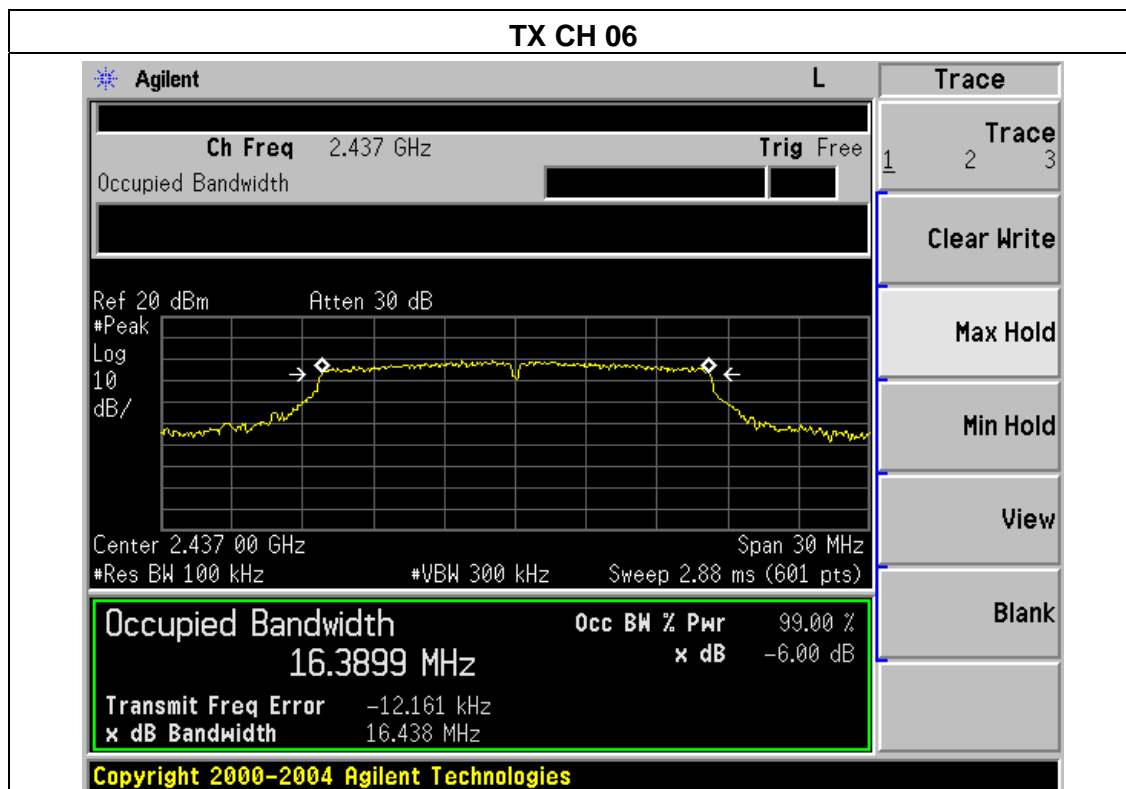 TX CH 06
Agilent L Trace
Ch Freq 2.437 GHz Trig Free
Occupied Bandwidth
Trace
1 2 3
Clear Write
Max Hold
Min Hold
View
Blank
Ref 20 dBm Atten 30 dB
#Peak
Log
10
dB/
Center 2.437 00 GHz Span 30 MHz
#Res BW 100 kHz #VBW 300 kHz Sweep 2.88 ms (601 pts)
Occupied Bandwidth Occ BW % Pwr 99.00 %
16.3899 MHz x dB -6.00 dB
Transmit Freq Error -12.161 kHz
x dB Bandwidth 16.438 MHz
Copyright 2000-2004 Agilent Technologies